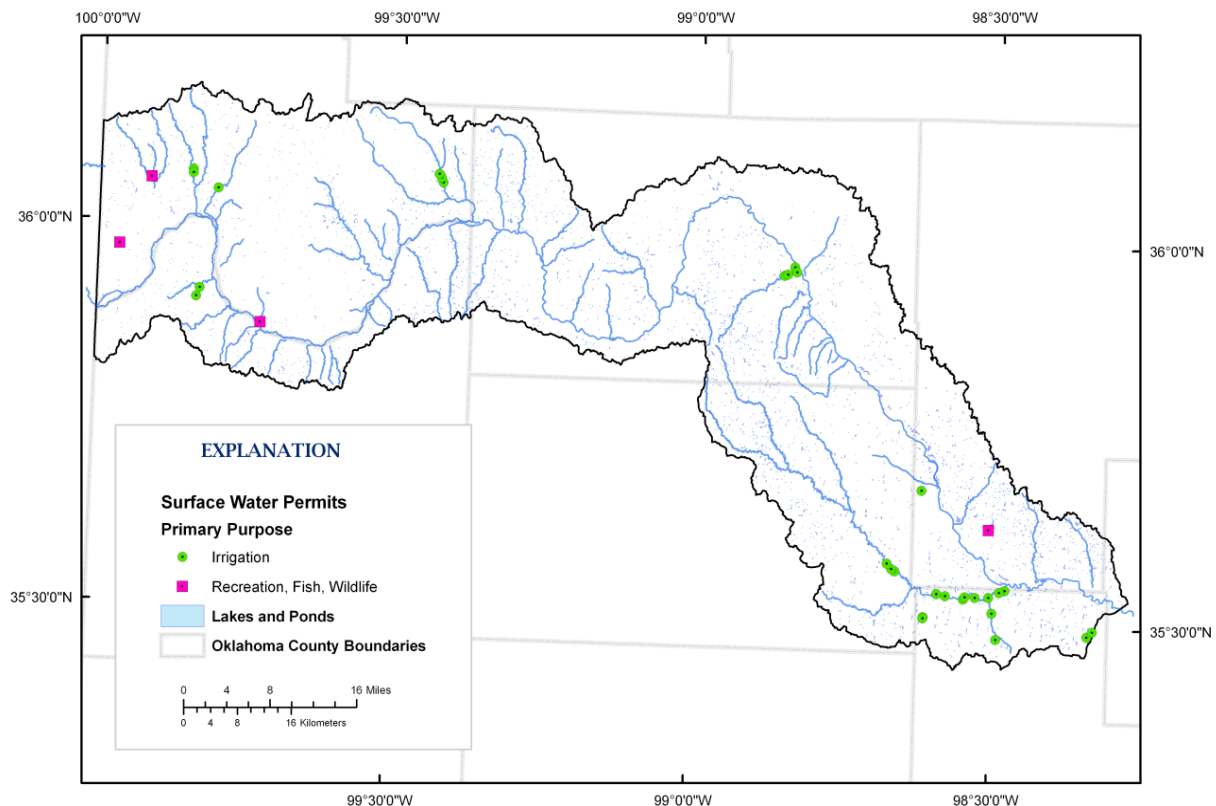 100°0'0"W
99°30'0"W
99°0'0"W
98°30'0"W
36°0'0"N
36°0'0"N
EXPLANATION
Surface Water Permits
Primary Purpose
Irrigation
Recreation, Fish, Wildlife
Lakes and Ponds
Oklahoma County Boundaries
0 4 8 16 Miles
0 4 8 16 Kilometers
35°30'0"N
35°30'0"N
99°30'0"W
99°0'0"W
98°30'0"W